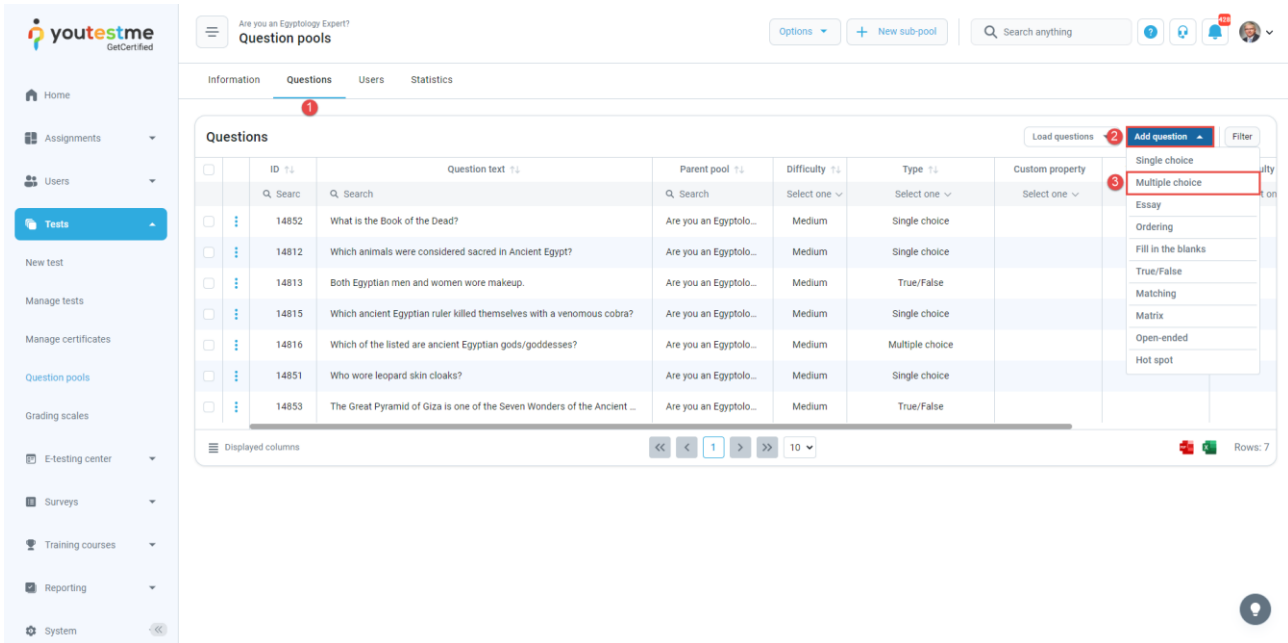 youtestme
GetCertified
Are you an Egyptology Expert?
Question pools
Options
New sub-pool
Search anything
?
428
Home
Assignments
Users
Tests
New test
Manage tests
Manage certificates
Question pools
Grading scales
E-testing center
Surveys
Training courses
Reporting
System
Information Questions Users Statistics
1
Questions
Load questions 2 Add question Filter
ID Question text Parent pool Difficulty Type Custom property
Searc Search Search Select one Select one Select one
14852 What is the Book of the Dead? Are you an Egyptolo... Medium Single choice
14812 Which animals were considered sacred in Ancient Egypt? Are you an Egyptolo... Medium Single choice
14813 Both Egyptian men and women wore makeup. Are you an Egyptolo... Medium True/False
14815 Which ancient Egyptian ruler killed themselves with a venomous cobra? Are you an Egyptolo... Medium Single choice
14816 Which of the listed are ancient Egyptian gods/goddesses? Are you an Egyptolo... Medium Multiple choice
14851 Who wore leopard skin cloaks? Are you an Egyptolo... Medium Single choice
14853 The Great Pyramid of Giza is one of the Seven Wonders of the Ancient ... Are you an Egyptolo... Medium True/False
Single choice
3 Multiple choice
Essay
Ordering
Fill in the blanks
True/False
Matching
Matrix
Open-ended
Hot spot
Displayed columns
1
10
Rows: 7